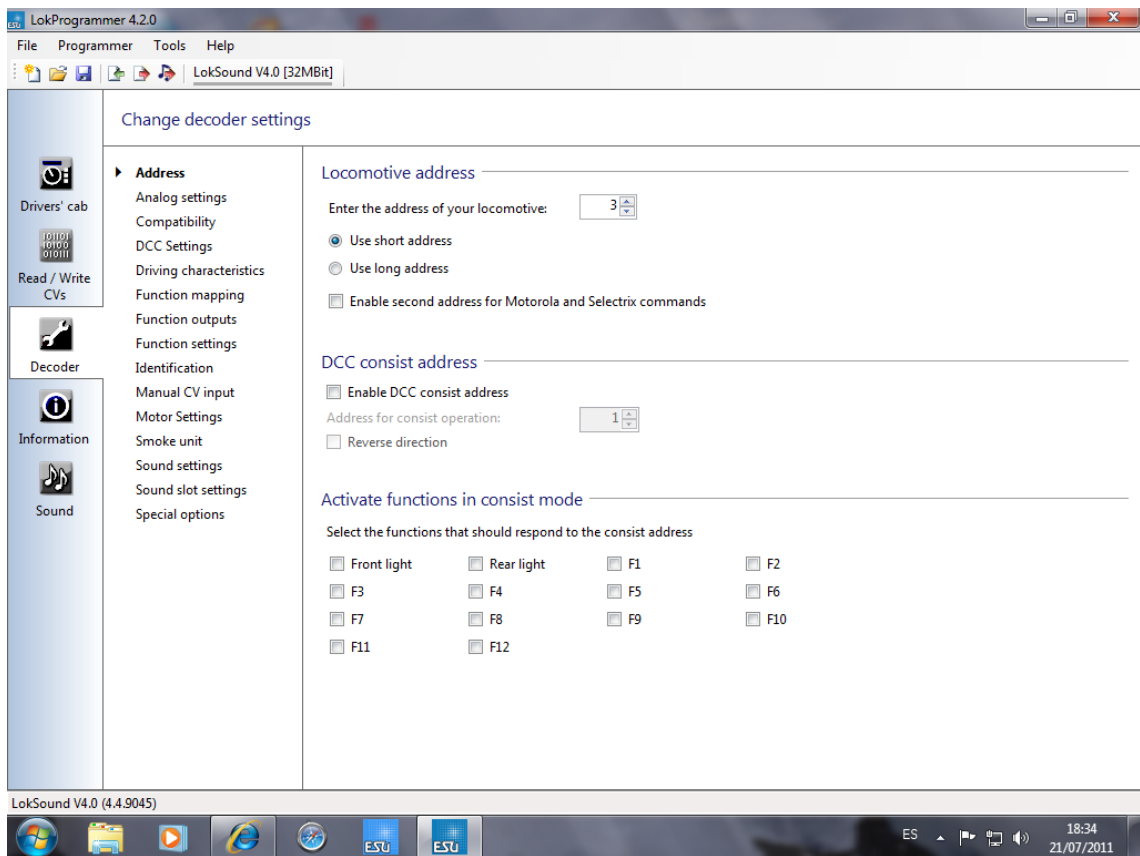 LokProgrammer 4.2.0
File Programmer Tools Help
LokSound V4.0 [32MBit]
Change decoder settings
Drivers' cab
101101
10100
010111
Read / Write
CVs
Decoder
Information
Sound
Address
Analog settings
Compatibility
DCC Settings
Driving characteristics
Function mapping
Function outputs
Function settings
Identification
Manual CV input
Motor Settings
Smoke unit
Sound settings
Sound slot settings
Special options
Locomotive address
Enter the address of your locomotive: 3
Use short address
Use long address
Enable second address for Motorola and Selectrix commands
DCC consist address
Enable DCC consist address
Address for consist operation: 1
Reverse direction
Activate functions in consist mode
Select the functions that should respond to the consist address
Front light Rear light F1 F2
F3 F4 F5 F6
F7 F8 F9 F10
F11 F12
LokSound V4.0 (4.4.9045)
ESU ESU ES 18:34
21/07/2011